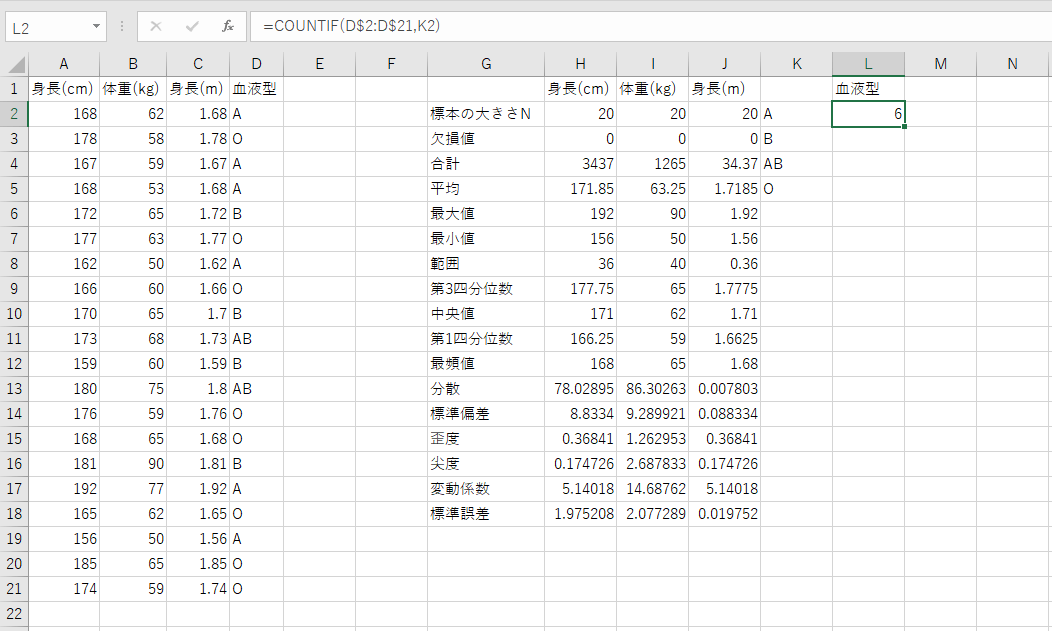 L2 =COUNTIF(D$2:D$21,K2)
A B C D E F G H I J K L M N
1 身長(cm) 体重(kg) 身長(m) 血液型 身長(cm) 体重(kg) 身長(m) 血液型
2 168 62 1.68 A 標本の大きさN 20 20 20 A 6
3 178 58 1.78 O 欠損値 0 0 0 B
4 167 59 1.67 A 合計 3437 1265 34.37 AB
5 168 53 1.68 A 平均 171.85 63.25 1.7185 O
6 172 65 1.72 B 最大値 192 90 1.92
7 177 63 1.77 O 最小値 156 50 1.56
8 162 50 1.62 A 範囲 36 40 0.36
9 166 60 1.66 O 第3四分位数 177.75 65 1.7775
10 170 65 1.7 B 中央値 171 62 1.71
11 173 68 1.73 AB 第1四分位数 166.25 59 1.6625
12 159 60 1.59 B 最頻値 168 65 1.68
13 180 75 1.8 AB 分散 78.02895 86.30263 0.007803
14 176 59 1.76 O 標準偏差 8.8334 9.289921 0.088334
15 168 65 1.68 O 歪度 0.36841 1.262953 0.36841
16 181 90 1.81 B 尖度 0.174726 2.687833 0.174726
17 192 77 1.92 A 変動係数 5.14018 14.68762 5.14018
18 165 62 1.65 O 標準誤差 1.975208 2.077289 0.019752
19 156 50 1.56 A
20 185 65 1.85 O
21 174 59 1.74 O
22